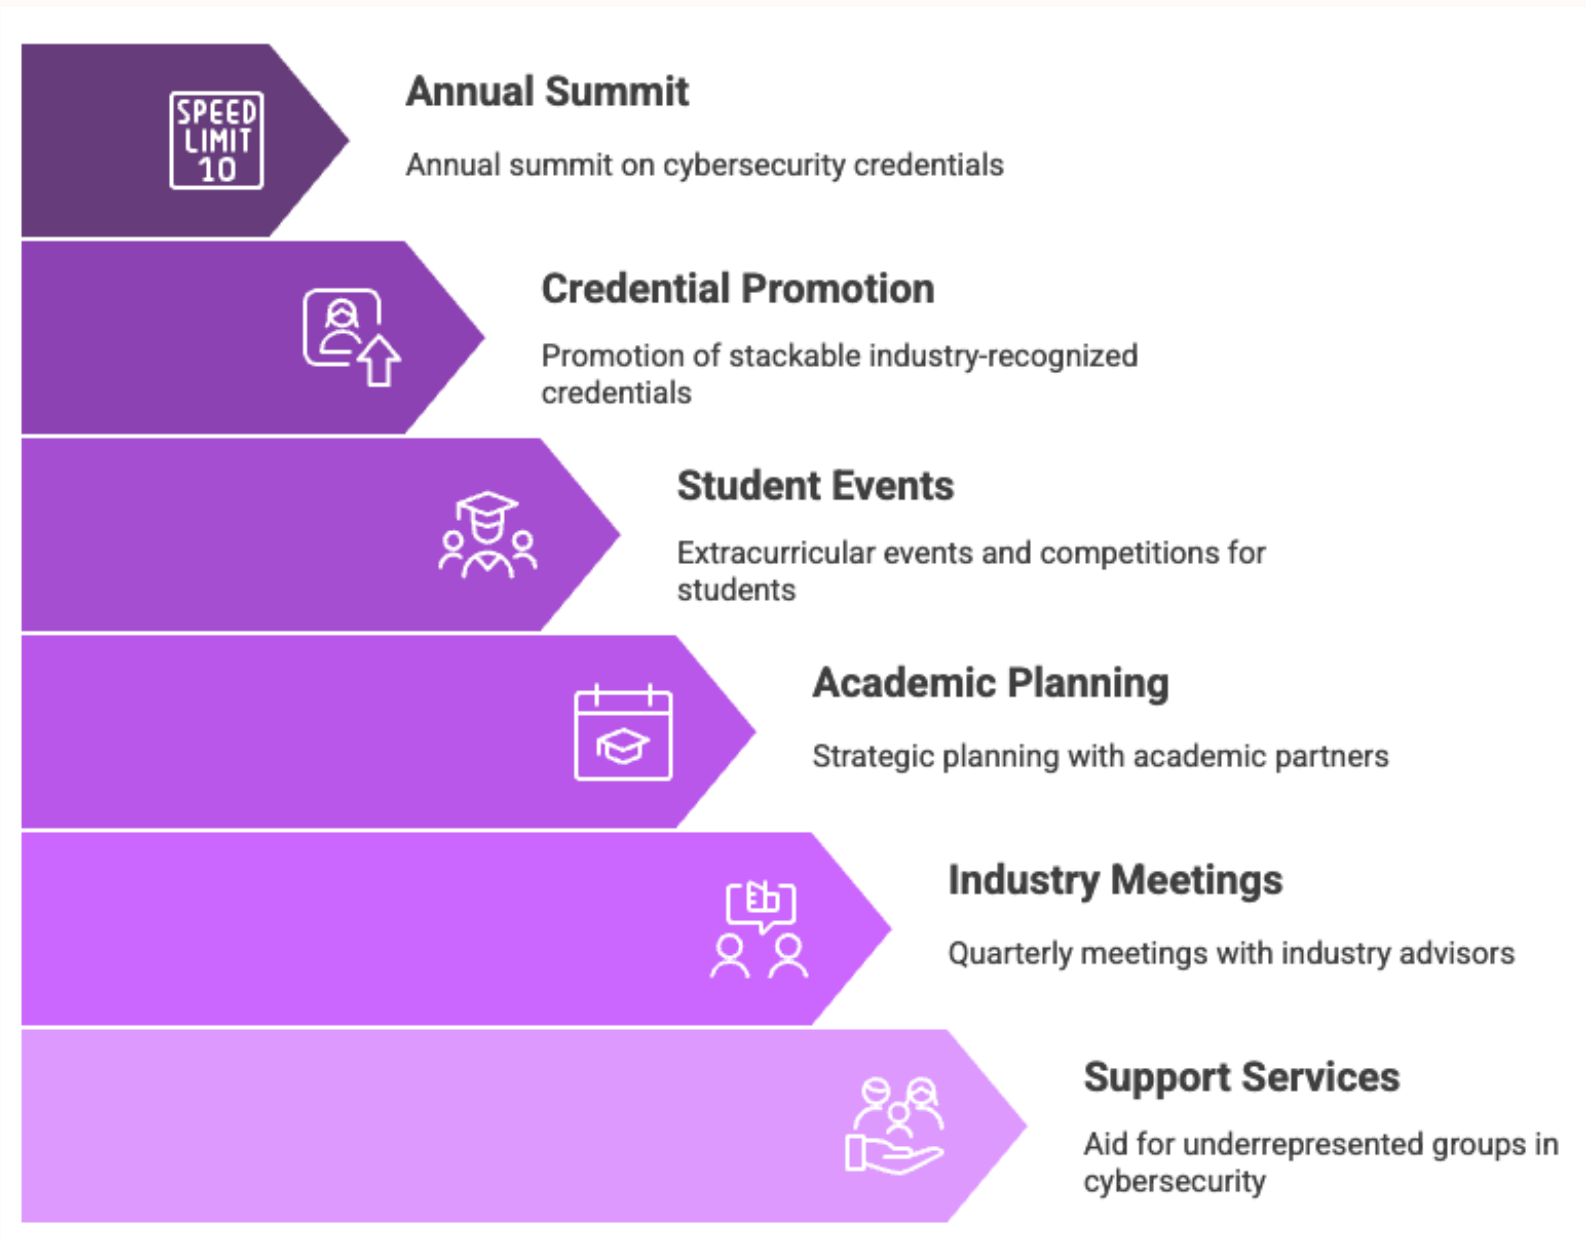 SPEED
LIMIT
10
Annual Summit
Annual summit on cybersecurity credentials
Credential Promotion
Promotion of stackable industry-recognized
credentials
Student Events
Extracurricular events and competitions for
students
Academic Planning
Strategic planning with academic partners
Industry Meetings
Quarterly meetings with industry advisors
Support Services
Aid for underrepresented groups in
cybersecurity